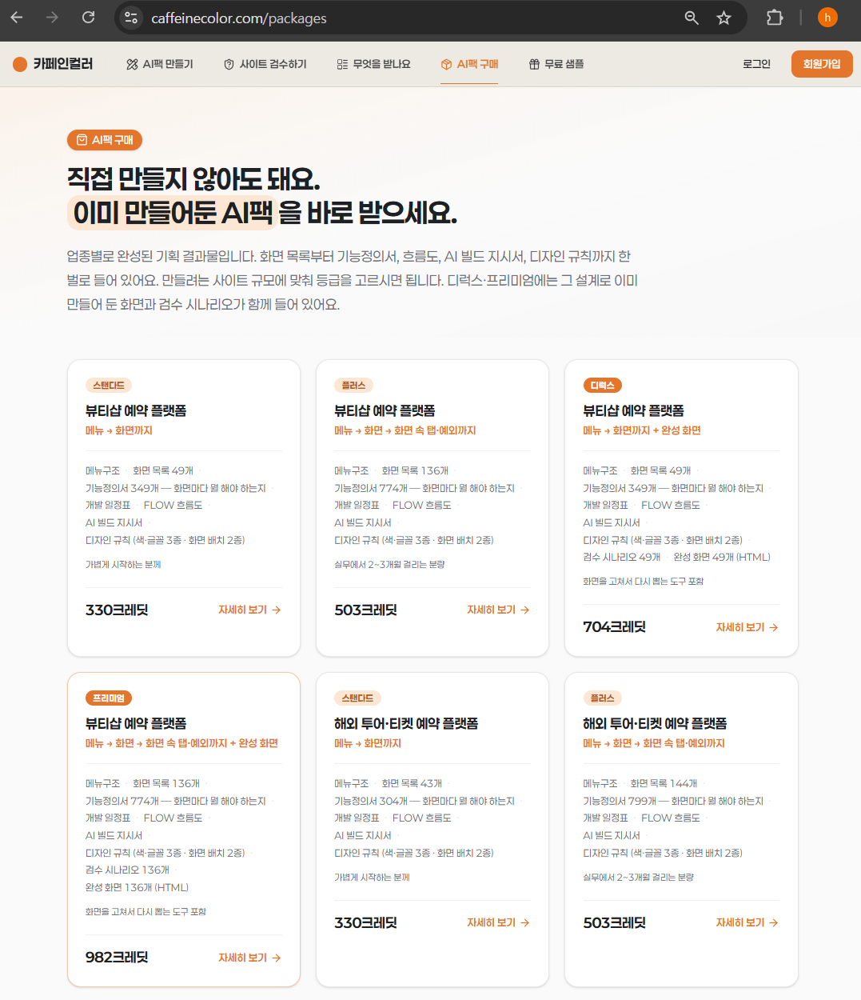 caffeinecolor.com/packages
h
카페인컬러
AI팩 만들기
사이트 검수하기
무엇을 받나요
AI팩 구매
무료 샘플
로그인
회원가입
AI팩 구매
직접 만들지 않아도 돼요.
이미 만들어둔 AI팩을 바로 받으세요.
업종별로 완성된 기획 결과물입니다. 화면 목록부터 기능정의서, 흐름도, AI 빌드 지시서, 디자인 규칙까지 한
벌로 들어 있어요. 만들려는 사이트 규모에 맞춰 등급을 고르시면 됩니다. 디럭스·프리미엄에는 그 설계로 이미
만들어 둔 화면과 검수 시나리오가 함께 들어 있어요.
스탠다드
뷰티샵 예약 플랫폼
메뉴 → 화면까지
메뉴구조 · 화면 목록 49개 ·
기능정의서 349개 — 화면마다 뭘 해야 하는지 ·
개발 일정표 · FLOW 흐름도 ·
AI 빌드 지시서 ·
디자인 규칙 (색·글꼴 3종 · 화면 배치 2종)
가볍게 시작하는 분께
330크레딧
자세히 보기 →
플러스
뷰티샵 예약 플랫폼
메뉴 → 화면 → 화면 속 탭·예외까지
메뉴구조 · 화면 목록 136개 ·
기능정의서 774개 — 화면마다 뭘 해야 하는지 ·
개발 일정표 · FLOW 흐름도 ·
AI 빌드 지시서 ·
디자인 규칙 (색·글꼴 3종 · 화면 배치 2종)
실무에서 2~3개월 걸리는 분량
503크레딧
자세히 보기 →
디럭스
뷰티샵 예약 플랫폼
메뉴 → 화면까지 + 완성 화면
메뉴구조 · 화면 목록 49개 ·
기능정의서 349개 — 화면마다 뭘 해야 하는지 ·
개발 일정표 · FLOW 흐름도 ·
AI 빌드 지시서 ·
디자인 규칙 (색·글꼴 3종 · 화면 배치 2종) ·
검수 시나리오 49개 · 완성 화면 49개 (HTML)
화면을 고쳐서 다시 뽑는 도구 포함
704크레딧
자세히 보기 →
프리미엄
뷰티샵 예약 플랫폼
메뉴 → 화면 → 화면 속 탭·예외까지 + 완성 화면
메뉴구조 · 화면 목록 136개 ·
기능정의서 774개 — 화면마다 뭘 해야 하는지 ·
개발 일정표 · FLOW 흐름도 ·
AI 빌드 지시서 ·
디자인 규칙 (색·글꼴 3종 · 화면 배치 2종) ·
검수 시나리오 136개 ·
완성 화면 136개 (HTML)
화면을 고쳐서 다시 뽑는 도구 포함
982크레딧
자세히 보기 →
스탠다드
해외 투어·티켓 예약 플랫폼
메뉴 → 화면까지
메뉴구조 · 화면 목록 43개 ·
기능정의서 304개 — 화면마다 뭘 해야 하는지 ·
개발 일정표 · FLOW 흐름도 ·
AI 빌드 지시서 ·
디자인 규칙 (색·글꼴 3종 · 화면 배치 2종)
가볍게 시작하는 분께
330크레딧
자세히 보기 →
플러스
해외 투어·티켓 예약 플랫폼
메뉴 → 화면 → 화면 속 탭·예외까지
메뉴구조 · 화면 목록 144개 ·
기능정의서 799개 — 화면마다 뭘 해야 하는지 ·
개발 일정표 · FLOW 흐름도 ·
AI 빌드 지시서 ·
디자인 규칙 (색·글꼴 3종 · 화면 배치 2종)
실무에서 2~3개월 걸리는 분량
503크레딧
자세히 보기 →